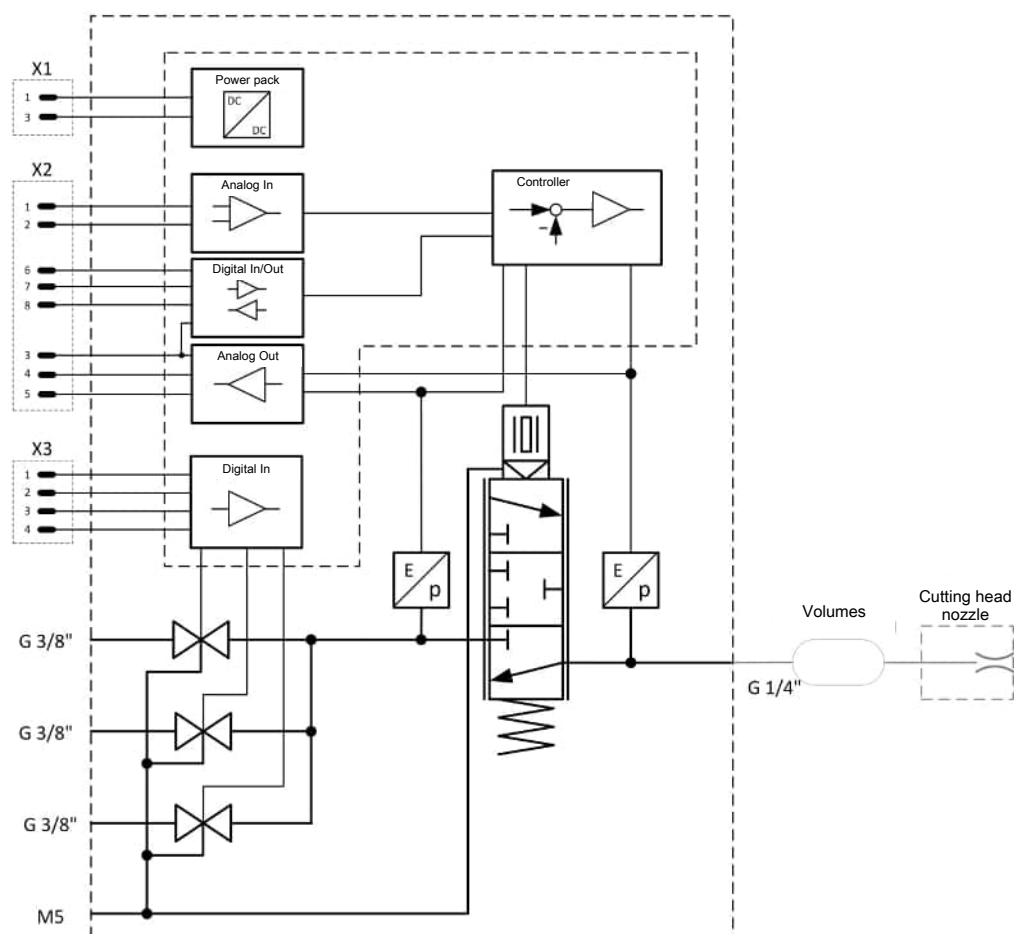 X1
1
3
Power pack
DC
DC
X2
1
2
6
7
8
3
4
5
Analog In
Digital In/Out
Analog Out
Controller
X3
1
2
3
4
Digital In
E
p
E
p
G 3/8"
G 3/8"
G 3/8"
M5
G 1/4"
Volumes
Cutting head
nozzle